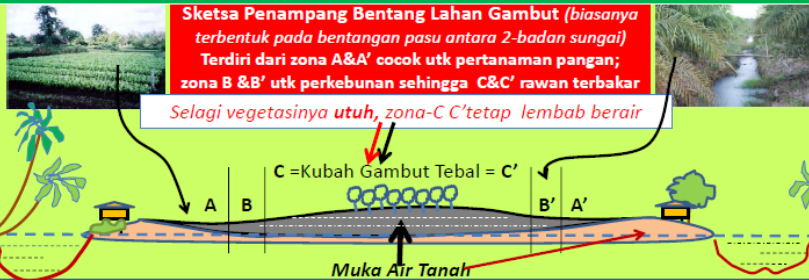 Sketsa Penampang Bentang Lahan Gambut (biasanya
terbentuk pada bentangan pasu antara 2-badan sungai)
Terdiri dari zona A&A’ cocok utk pertanaman pangan;
zona B &B’ utk perkebunan sehingga C&C’ rawan terbakar
Selagi vegetasinya utuh, zona-C C’tetap lembab berair
C =Kubah Gambut Tebal = C’
A B B’ A’
Muka Air Tanah